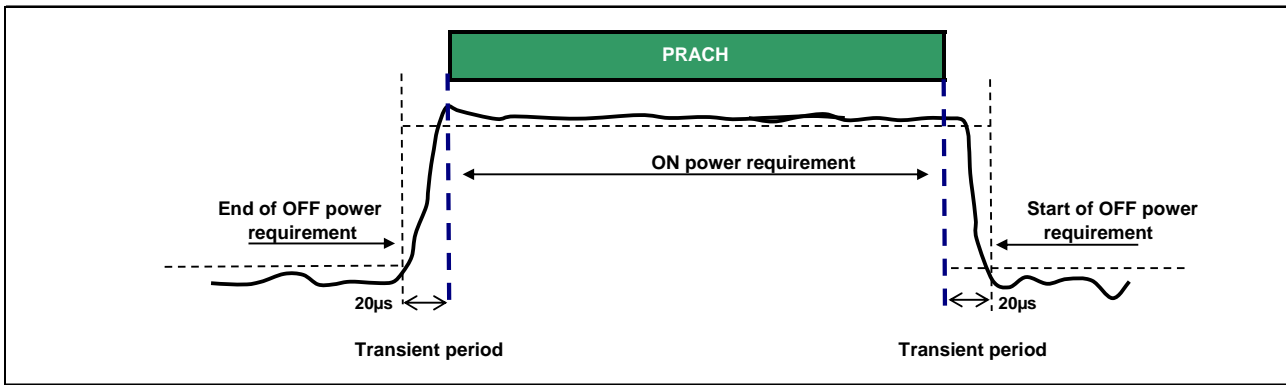 PRACH
ON power requirement
End of OFF power
requirement
Start of OFF power
requirement
20µs
20µs
Transient period
Transient period